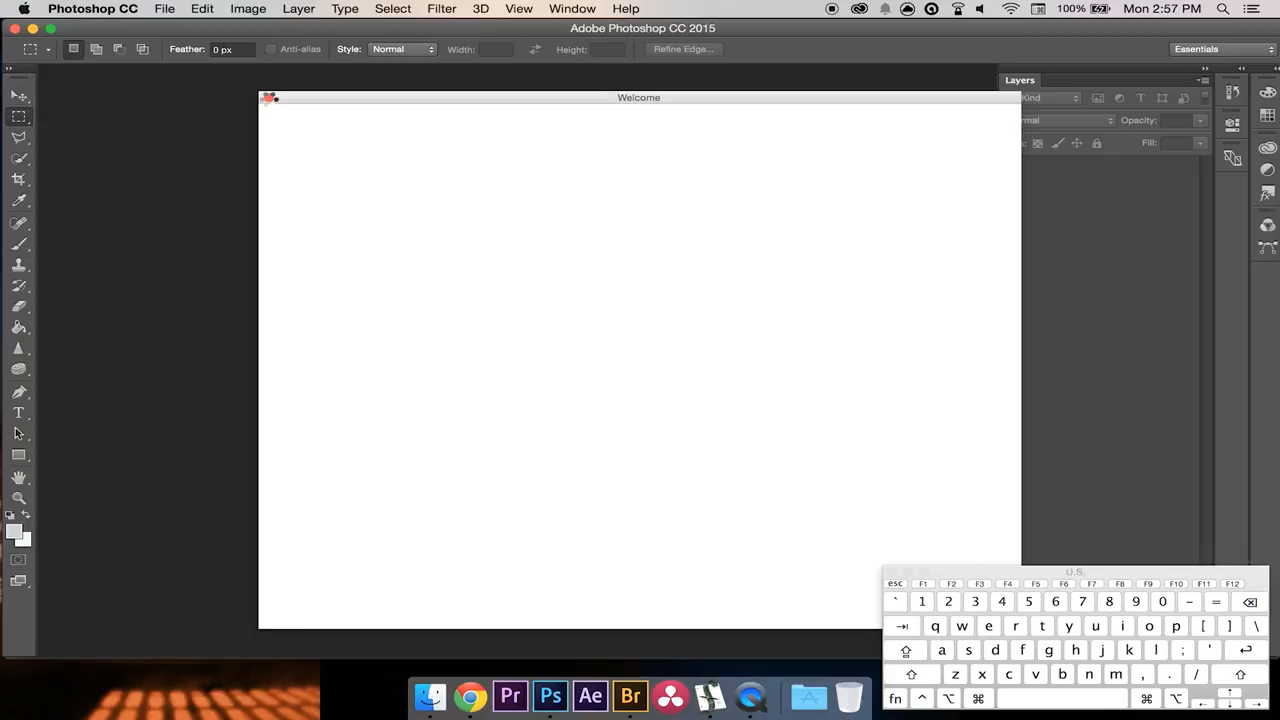 Photoshop CC File Edit Image Layer Type Select Filter 3D View Window Help 100% Mon 2:57 PM
Adobe Photoshop CC 2015
Feather: 0 px Anti-alias Style: Normal Width: Height: Refine Edge... Essentials
Layers
Welcome
Kind T
mal Opacity:
Fill:
T
U.S.
esc F1 F2 F3 F4 F5 F6 F7 F8 F9 F10 F11 F12
` 1 2 3 4 5 6 7 8 9 0 - =
q w e r t y u i o p [ ] \
a s d f g h j k l ; '
z x c v b n m , . /
fn ^ ⌥ ⌘ ⌘ ⌥
Pr Ps Ae Br